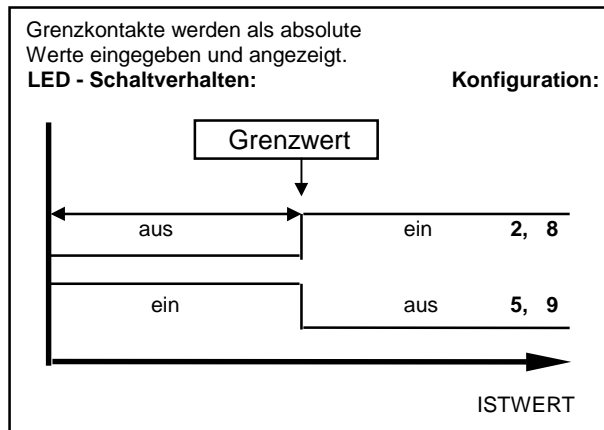 Grenzkontakte werden als absolute
Werte eingegeben und angezeigt.
LED - Schaltverhalten: Konfiguration:
Grenzwert
aus ein 2, 8
ein aus 5, 9
ISTWERT